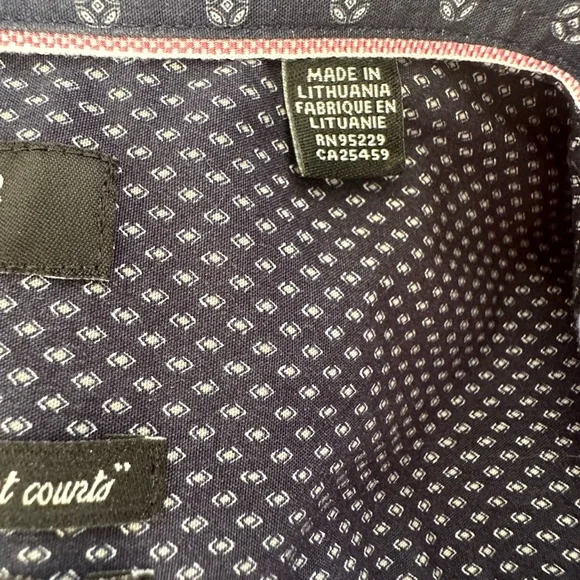 MADE IN
LITHUANIA
FABRIQUE EN
LITUANIE
RN95229
CA25459
t courts"